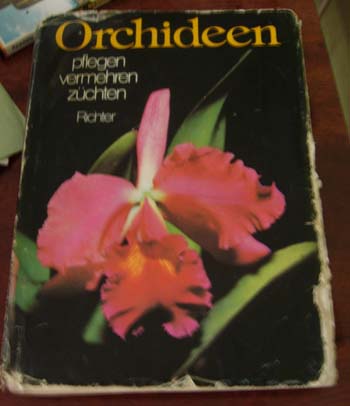 Orchideen
pflegen
vermehren
züchten
Richter